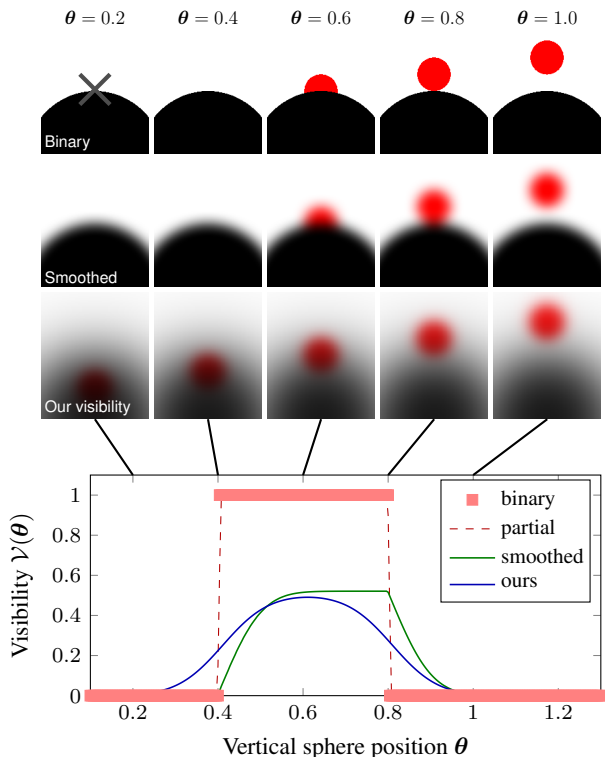 θ = 0.2 θ = 0.4 θ = 0.6 θ = 0.8 θ = 1.0
Binary
Smoothed
Our visibility
1
0.8
0.6
0.4
0.2
0
Visibility 𝒱(θ)
binary
partial
smoothed
ours
0.2 0.4 0.6 0.8 1 1.2
Vertical sphere position θ